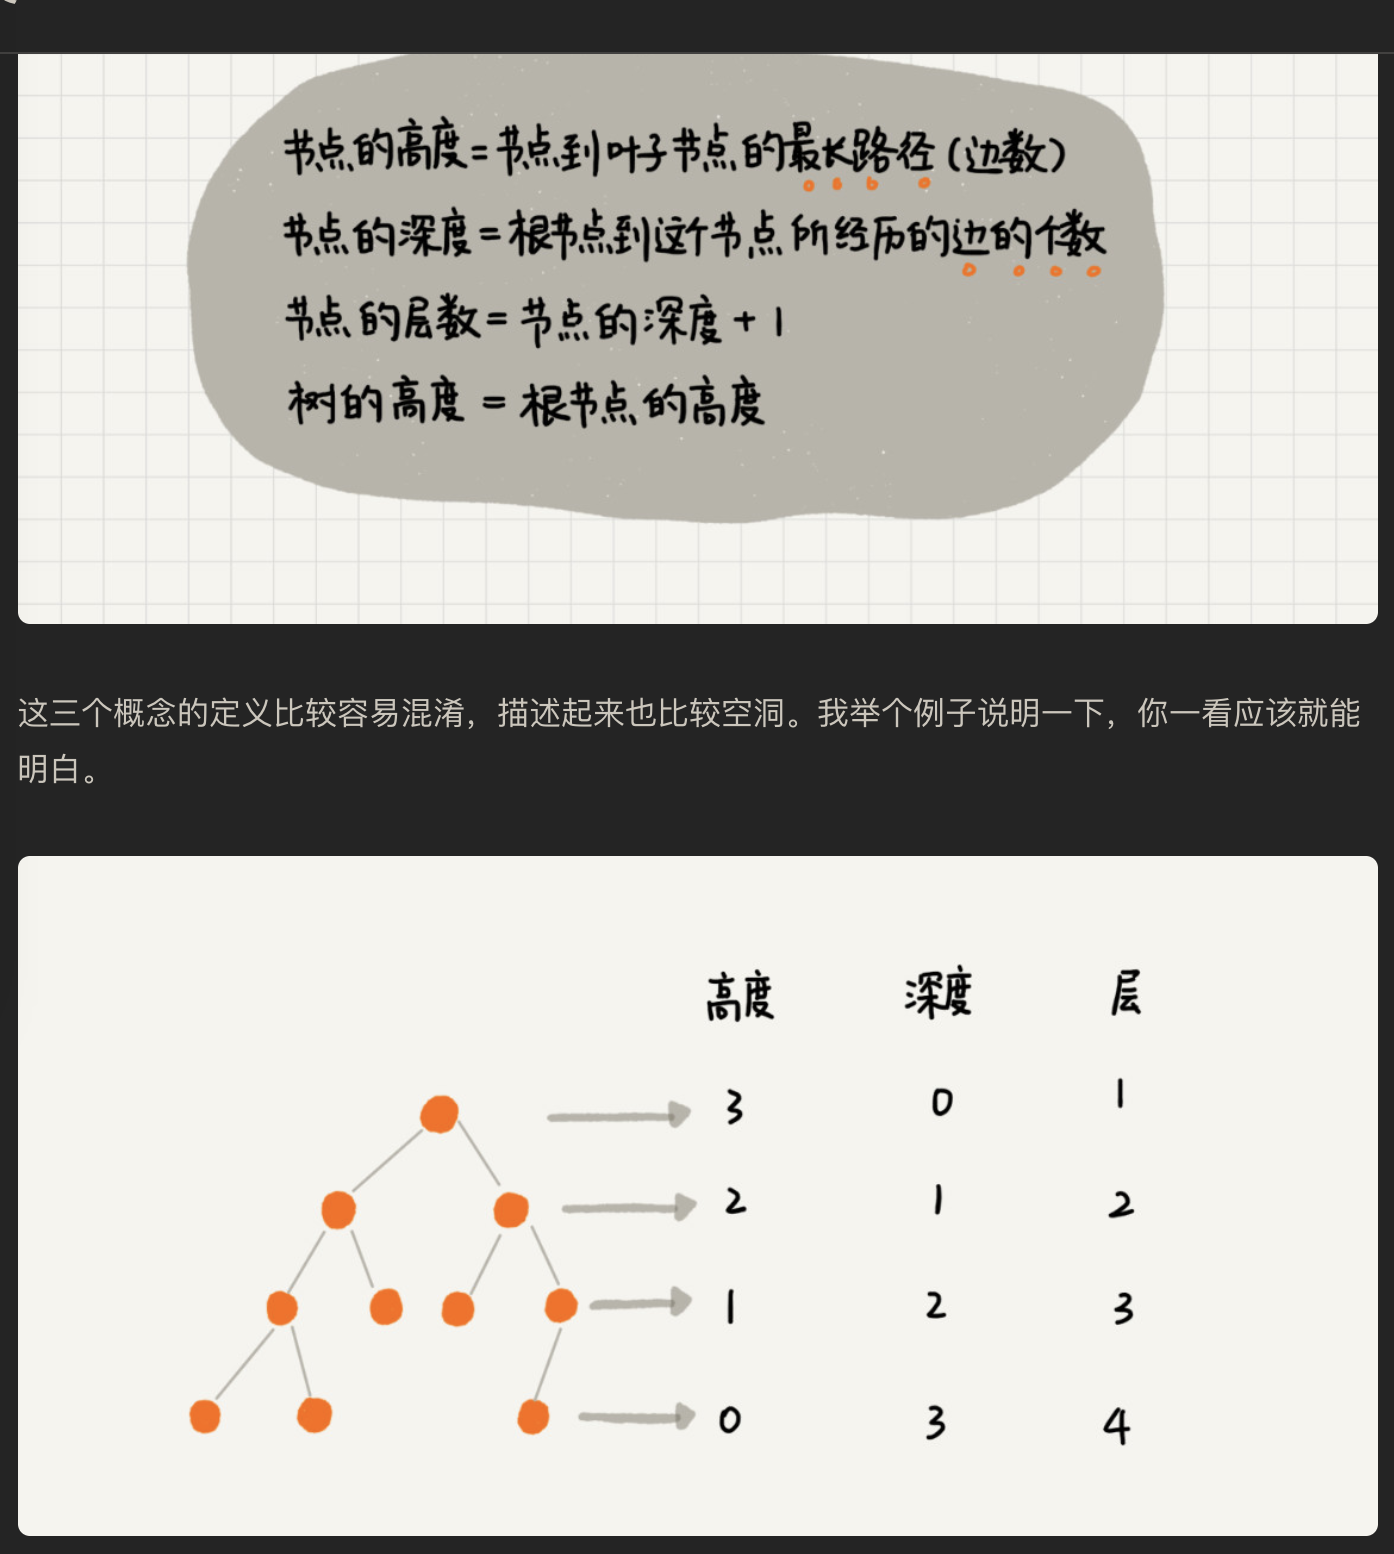 节点的高度=节点到叶子节点的最长路径(边数)
节点的深度=根节点到这个节点所经历的边的个数
节点的层数=节点的深度+1
树的高度=根节点的高度
这三个概念的定义比较容易混淆，描述起来也比较空洞。我举个例子说明一下，你一看应该就能
明白。
高度 深度 层
3 0 1
2 1 2
1 2 3
0 3 4